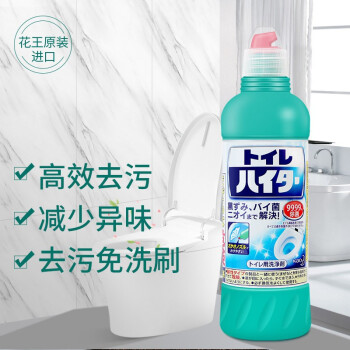 花王原装
进口
高效去污
减少异味
去污免洗刷
トイレ
ハイター
黒ずみ、バイ菌
ニオイまで解決!
99.9%
除菌
トイレ用洗浄剤